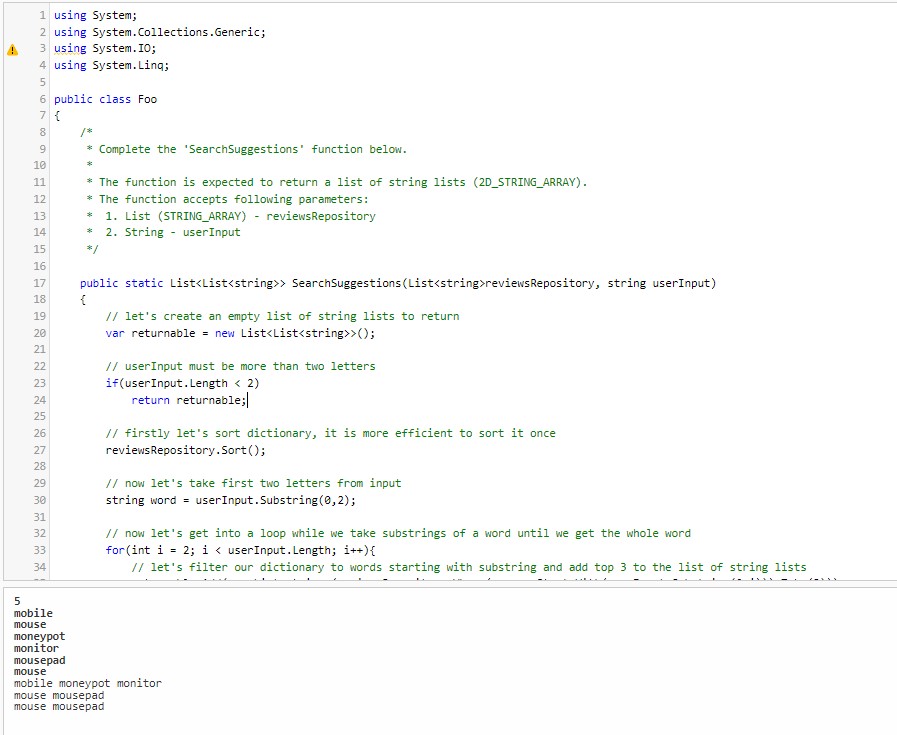 1 using System;
2 using System.Collections.Generic;
3 using System.IO;
4 using System.Linq;
5
6 public class Foo
7 {
8 /*
9 * Complete the 'SearchSuggestions' function below.
10 *
11 * The function is expected to return a list of string lists (2D_STRING_ARRAY).
12 * The function accepts following parameters:
13 * 1. List (STRING_ARRAY) - reviewsRepository
14 * 2. String - userInput
15 */
16
17 public static List<List<string>> SearchSuggestions(List<string>reviewsRepository, string userInput)
18 {
19 // let's create an empty list of string lists to return
20 var returnable = new List<List<string>>();
21
22 // userInput must be more than two letters
23 if(userInput.Length < 2)
24 return returnable;
25
26 // firstly let's sort dictionary, it is more efficient to sort it once
27 reviewsRepository.Sort();
28
29 // now let's take first two letters from input
30 string word = userInput.Substring(0,2);
31
32 // now let's get into a loop while we take substrings of a word until we get the whole word
33 for(int i = 2; i < userInput.Length; i++){
34 // let's filter our dictionary to words starting with substring and add top 3 to the list of string lists
5
mobile
mouse
moneypot
monitor
mousepad
mouse
mobile moneypot monitor
mouse mousepad
mouse mousepad